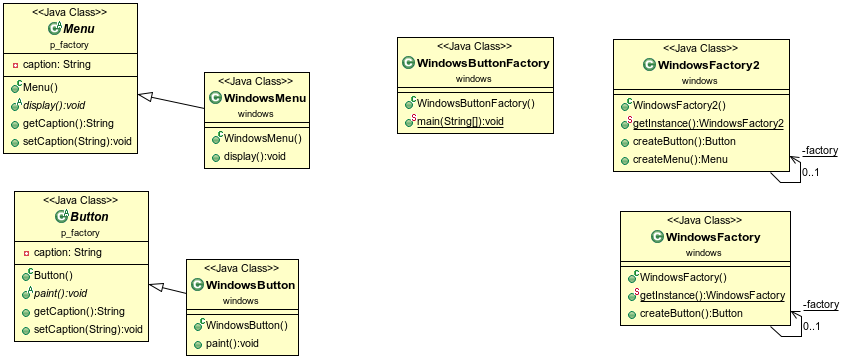 <<Java Class>>
Menu
p_factory
caption: String
Menu()
display():void
getCaption():String
setCaption(String):void
<<Java Class>>
WindowsMenu
windows
WindowsMenu()
display():void
<<Java Class>>
WindowsButtonFactory
windows
WindowsButtonFactory()
main(String[]):void
<<Java Class>>
WindowsFactory2
windows
WindowsFactory2()
getInstance():WindowsFactory2
createButton():Button
createMenu():Menu
-factory
0..1
<<Java Class>>
Button
p_factory
caption: String
Button()
paint():void
getCaption():String
setCaption(String):void
<<Java Class>>
WindowsButton
windows
WindowsButton()
paint():void
<<Java Class>>
WindowsFactory
windows
WindowsFactory()
getInstance():WindowsFactory
createButton():Button
-factory
0..1